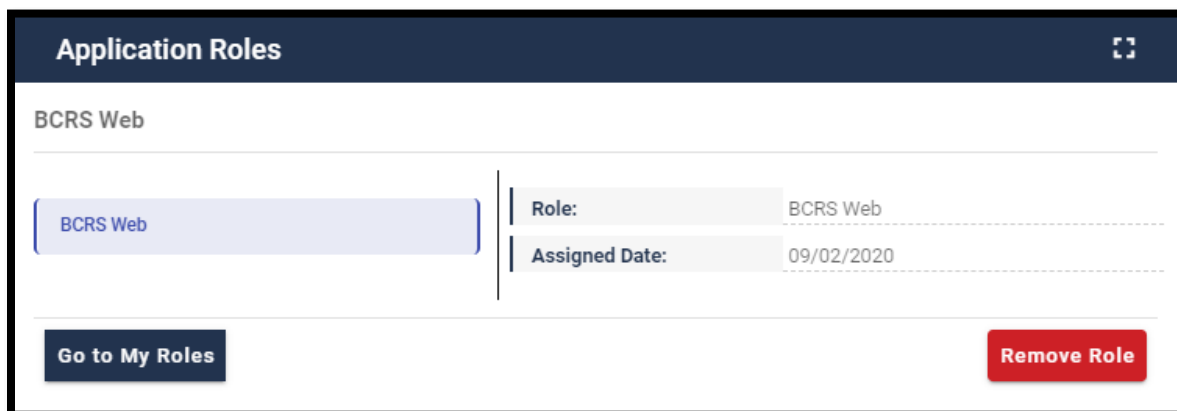 Application Roles
BCRS Web
BCRS Web
Role: BCRS Web
Assigned Date: 09/02/2020
Go to My Roles
Remove Role